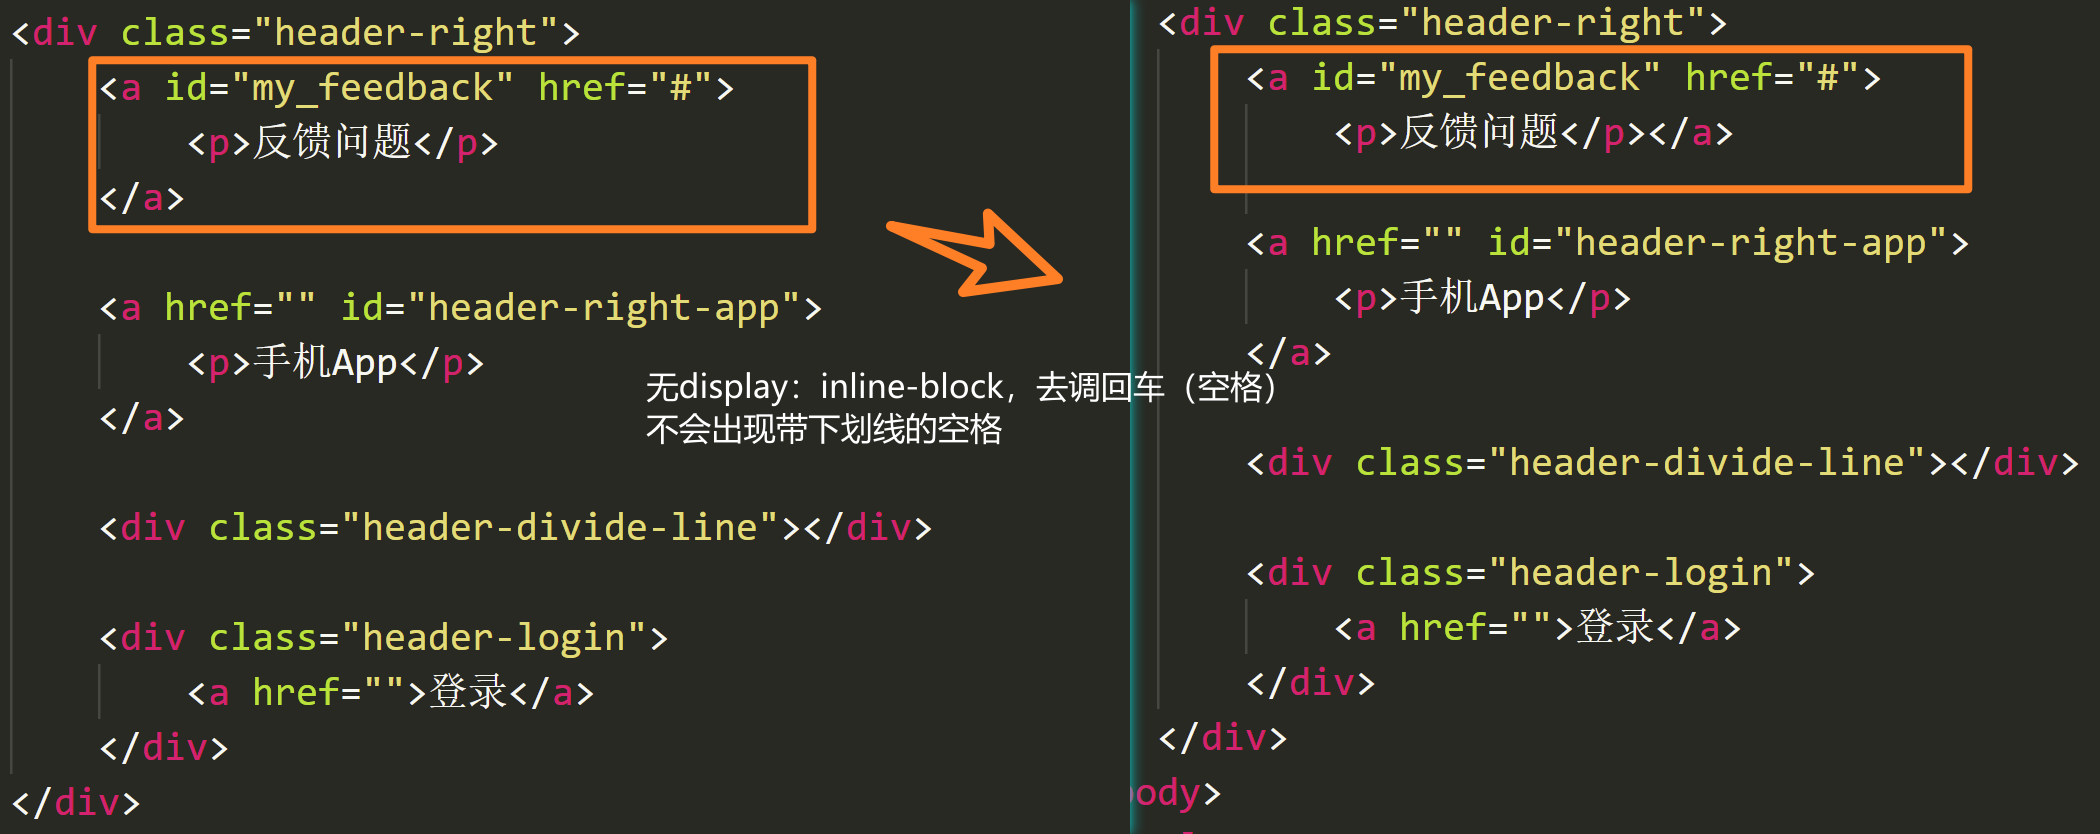 <div class="header-right">
<a id="my_feedback" href="#">
<p>反馈问题</p>
</a>
<a href="" id="header-right-app">
<p>手机App</p>
</a>
<div class="header-divide-line"></div>
<div class="header-login">
<a href="">登录</a>
</div>
</div>
无display：inline-block，去调回车（空格）
不会出现带下划线的空格
<div class="header-right">
<a id="my_feedback" href="#">
<p>反馈问题</p></a>
<a href="" id="header-right-app">
<p>手机App</p>
</a>
<div class="header-divide-line"></div>
<div class="header-login">
<a href="">登录</a>
</div>
</div>
ody>